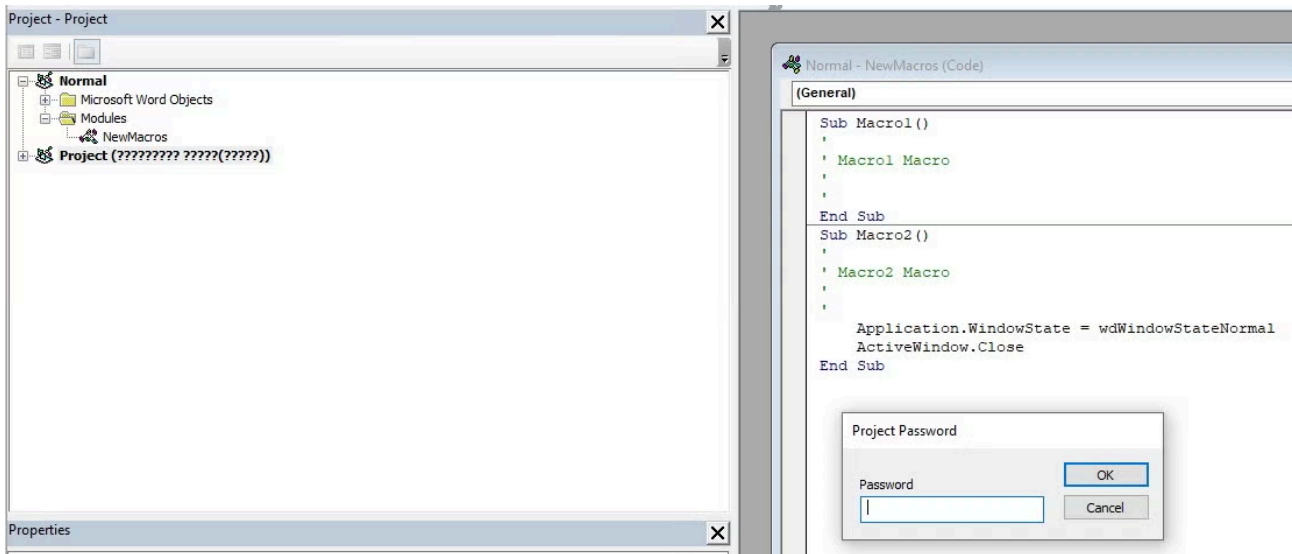 Project - Project
Normal
Microsoft Word Objects
Modules
NewMacros
Project (????????? ?????(?????))
Properties
Normal - NewMacros (Code)
(General)
Sub Macro1()
'
' Macro1 Macro
'
'
End Sub
Sub Macro2()
'
' Macro2 Macro
'
'
Application.WindowState = wdWindowStateNormal
ActiveWindow.Close
End Sub
Project Password
Password
OK
Cancel